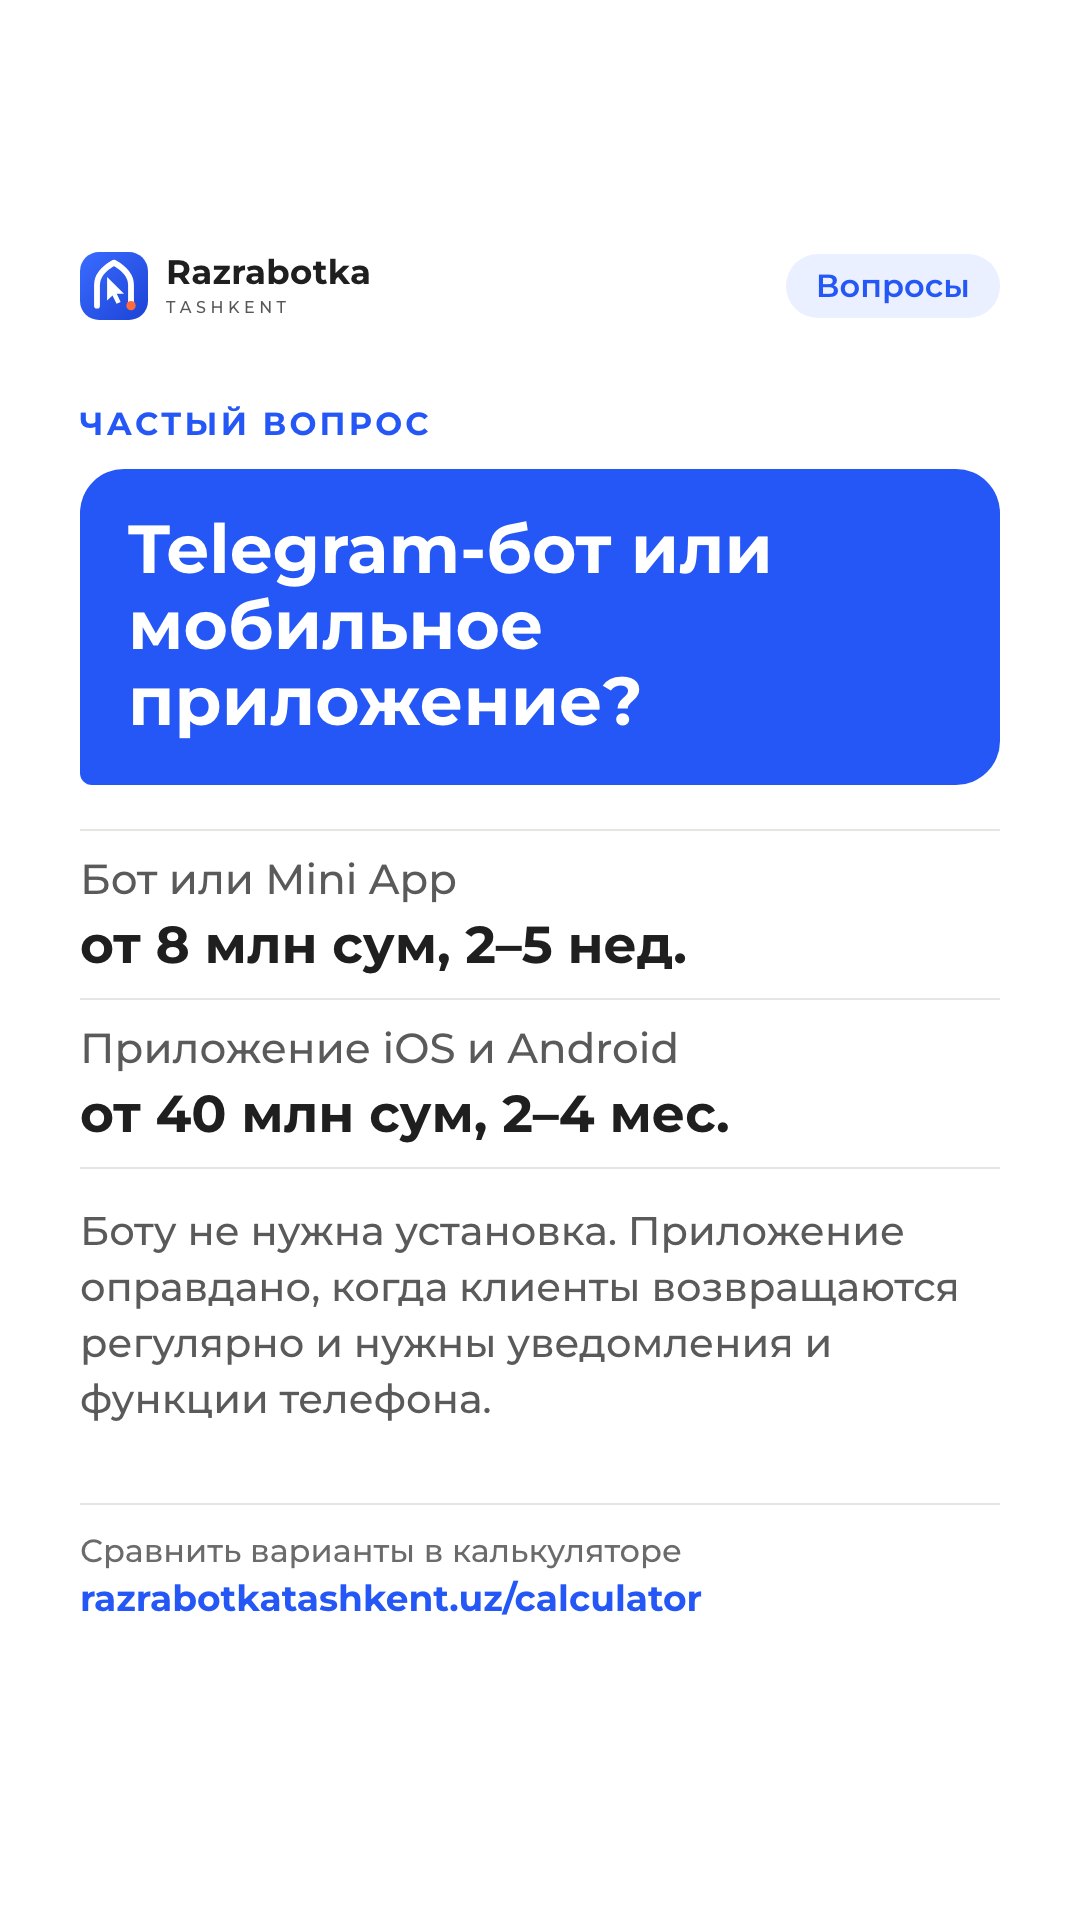 Razrabotka
TASHKENT
Вопросы
ЧАСТЫЙ ВОПРОС
Telegram-бот или
мобильное
приложение?
Бот или Mini App
от 8 млн сум, 2–5 нед.
Приложение iOS и Android
от 40 млн сум, 2–4 мес.
Боту не нужна установка. Приложение
оправдано, когда клиенты возвращаются
регулярно и нужны уведомления и
функции телефона.
Сравнить варианты в калькуляторе
razrabotkatashkent.uz/calculator